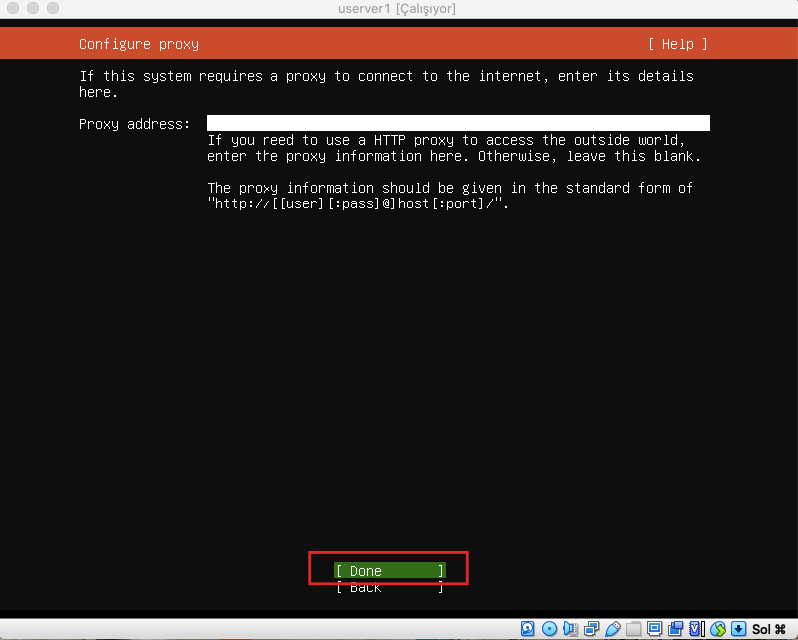 userver1 [Çalışıyor]
Configure proxy [ Help ]
If this system requires a proxy to connect to the internet, enter its details
here.
Proxy address:
If you need to use a HTTP proxy to access the outside world,
enter the proxy information here. Otherwise, leave this blank.
The proxy information should be given in the standard form of
"http://[[user][:pass]@]host[:port]/".
[ Done ]
[ Back ]
Sol ⌘